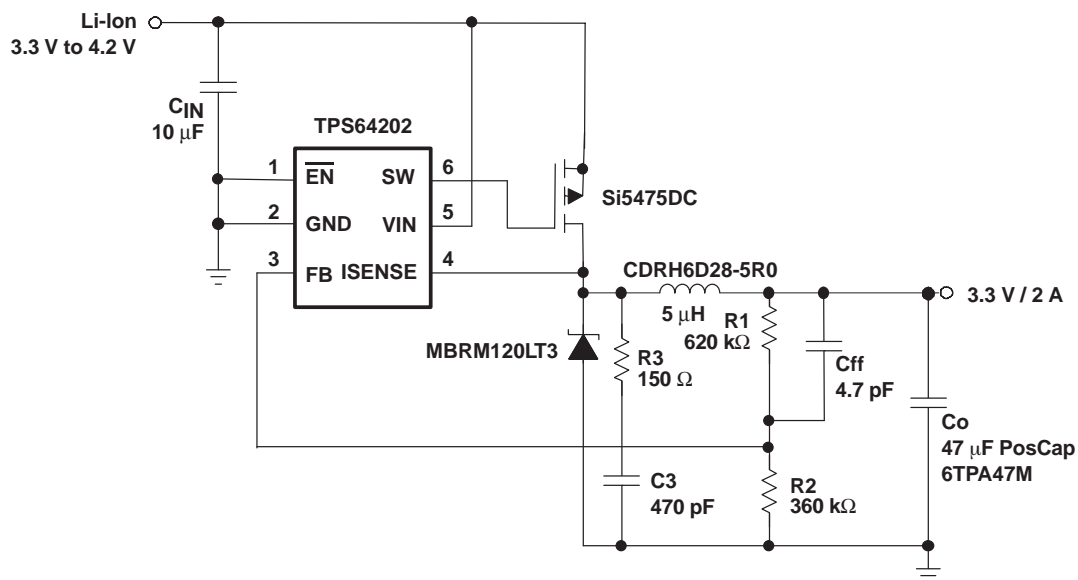 Li-Ion
3.3 V to 4.2 V
CIN
10 μF
TPS64202
1
EN
SW
6
2
GND
VIN
5
3
FB
ISENSE
4
Si5475DC
CDRH6D28-5R0
5 μH
3.3 V / 2 A
MBRM120LT3
R3
150 Ω
R1
620 kΩ
Cff
4.7 pF
Co
47 μF PosCap
6TPA47M
C3
470 pF
R2
360 kΩ